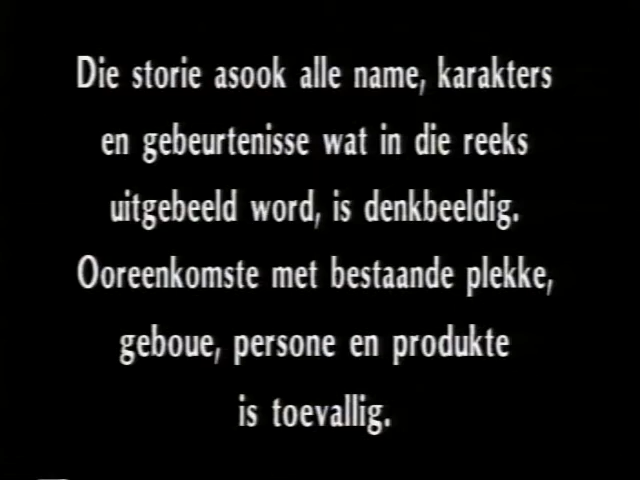 Die storie asook alle name, karakters
en gebeurtenisse wat in die reeks
uitgebeeld word, is denkbeeldig.
Ooreenkomste met bestaande plekke,
geboue, persone en produkte
is toevallig.